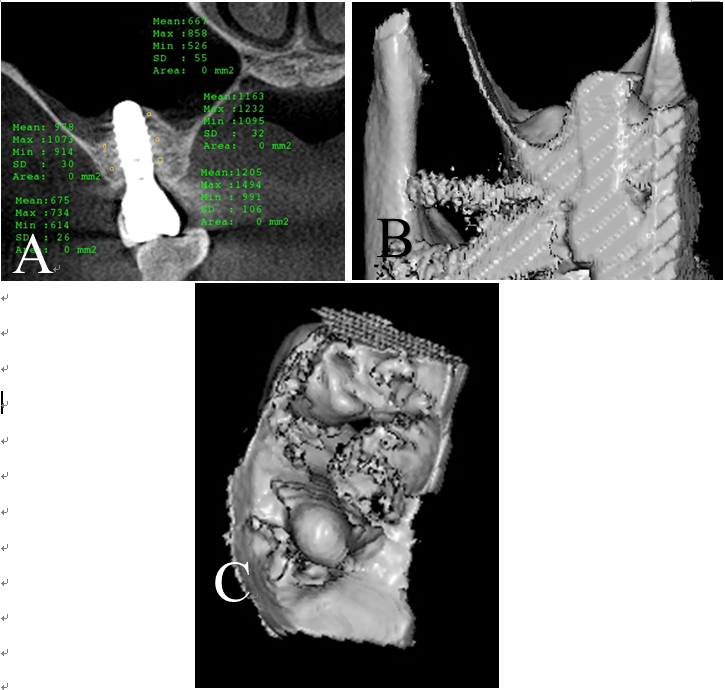 Mean:667
Max :858
Min :526
SD : 55
Area: 0 mm2
Mean:1163
Max :1232
Min :1095
SD : 32
Area: 0 mm2
Mean: 978
Max :1073
Min : 914
SD : 30
Area: 0 mm2
Mean:1205
Max :1494
Min : 991
SD : 106
Area: 0 mm2
Mean:675
Max :734
Min :614
SD : 26
Area: 0 mm2
A
B
C